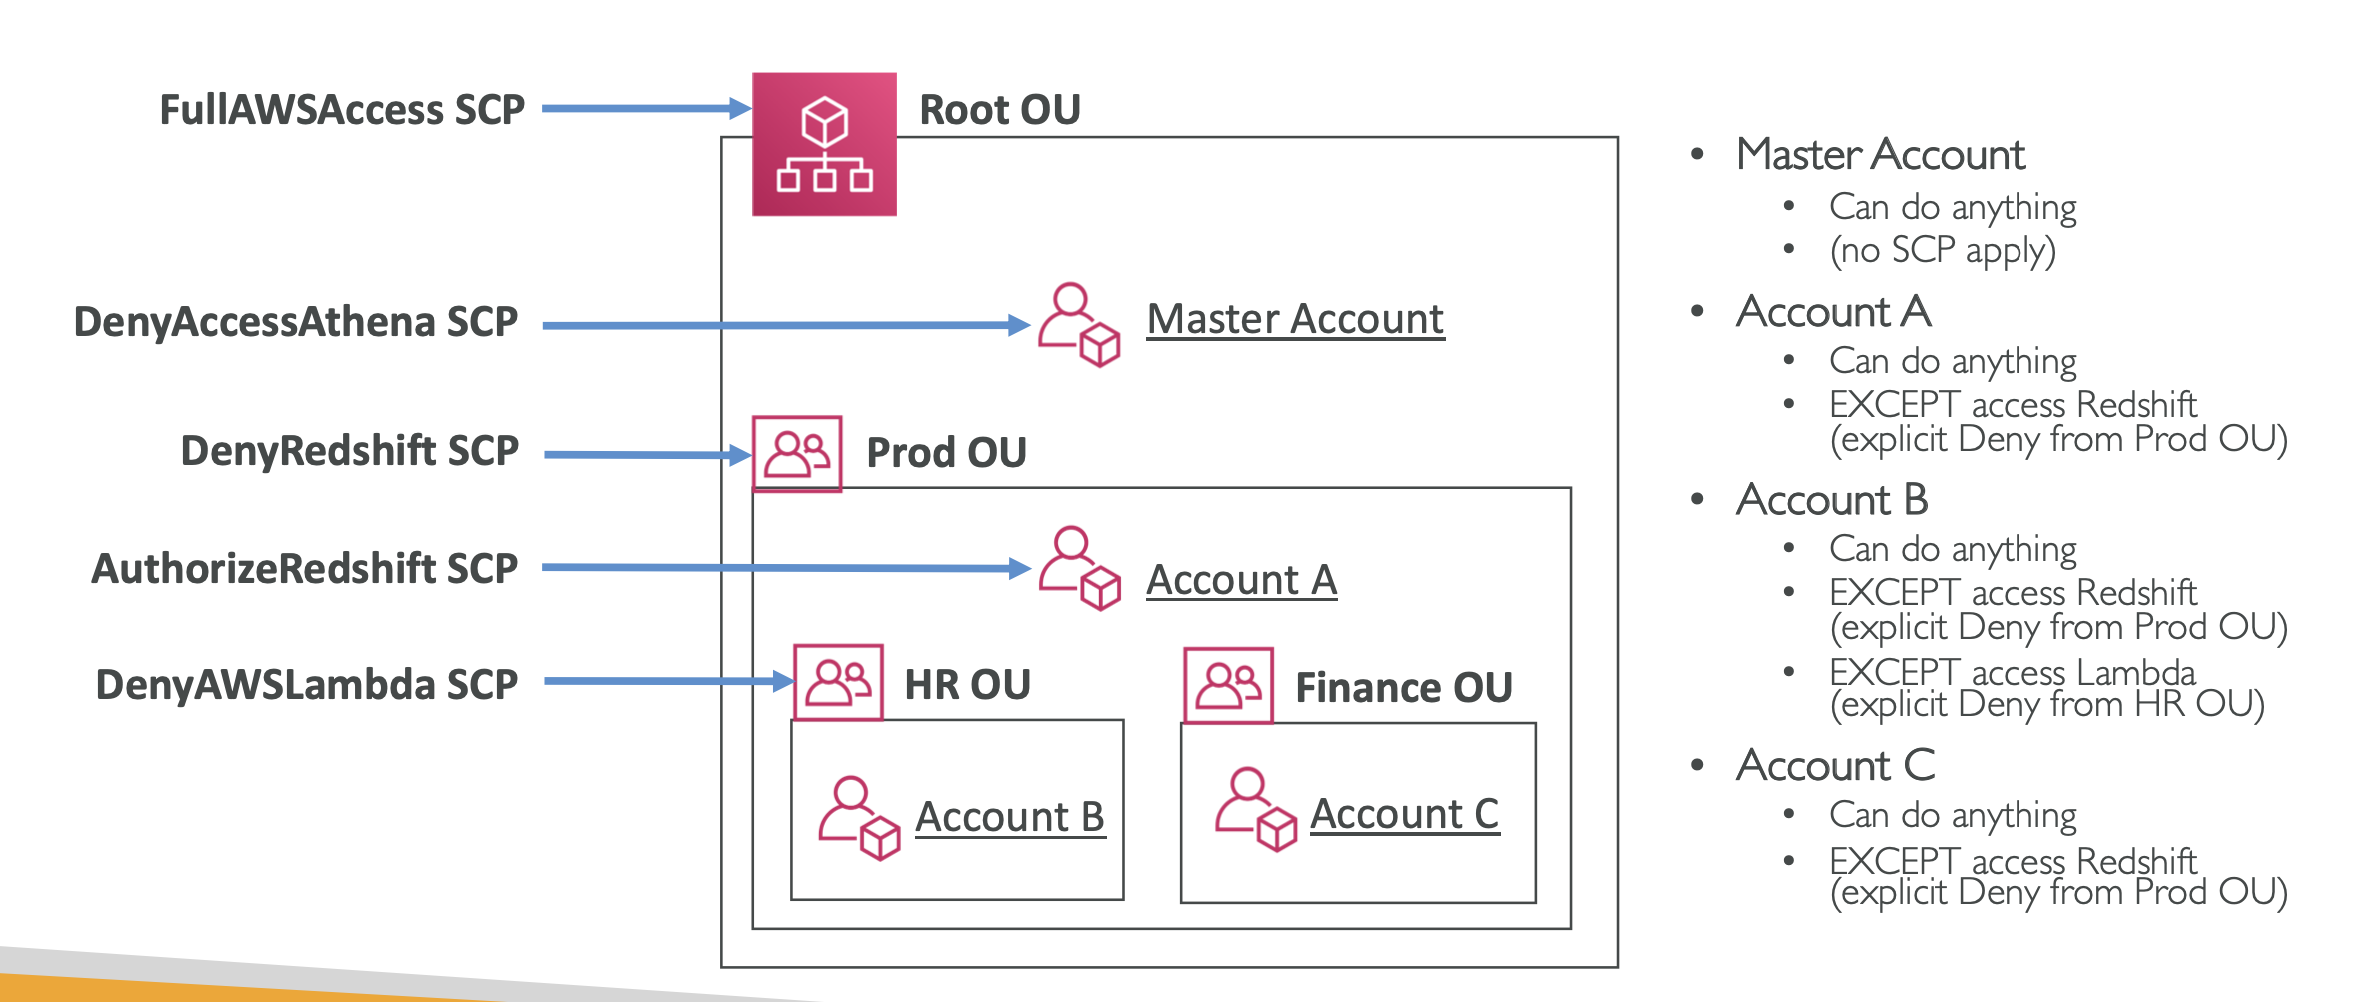 FullAWSAccess SCP
Root OU
DenyAccessAthena SCP
Master Account
DenyRedshift SCP
Prod OU
AuthorizeRedshift SCP
Account A
DenyAWSLambda SCP
HR OU
Finance OU
Account B
Account C
• Master Account
• Can do anything
• (no SCP apply)
• Account A
• Can do anything
• EXCEPT access Redshift
(explicit Deny from Prod OU)
• Account B
• Can do anything
• EXCEPT access Redshift
(explicit Deny from Prod OU)
• EXCEPT access Lambda
(explicit Deny from HR OU)
• Account C
• Can do anything
• EXCEPT access Redshift
(explicit Deny from Prod OU)